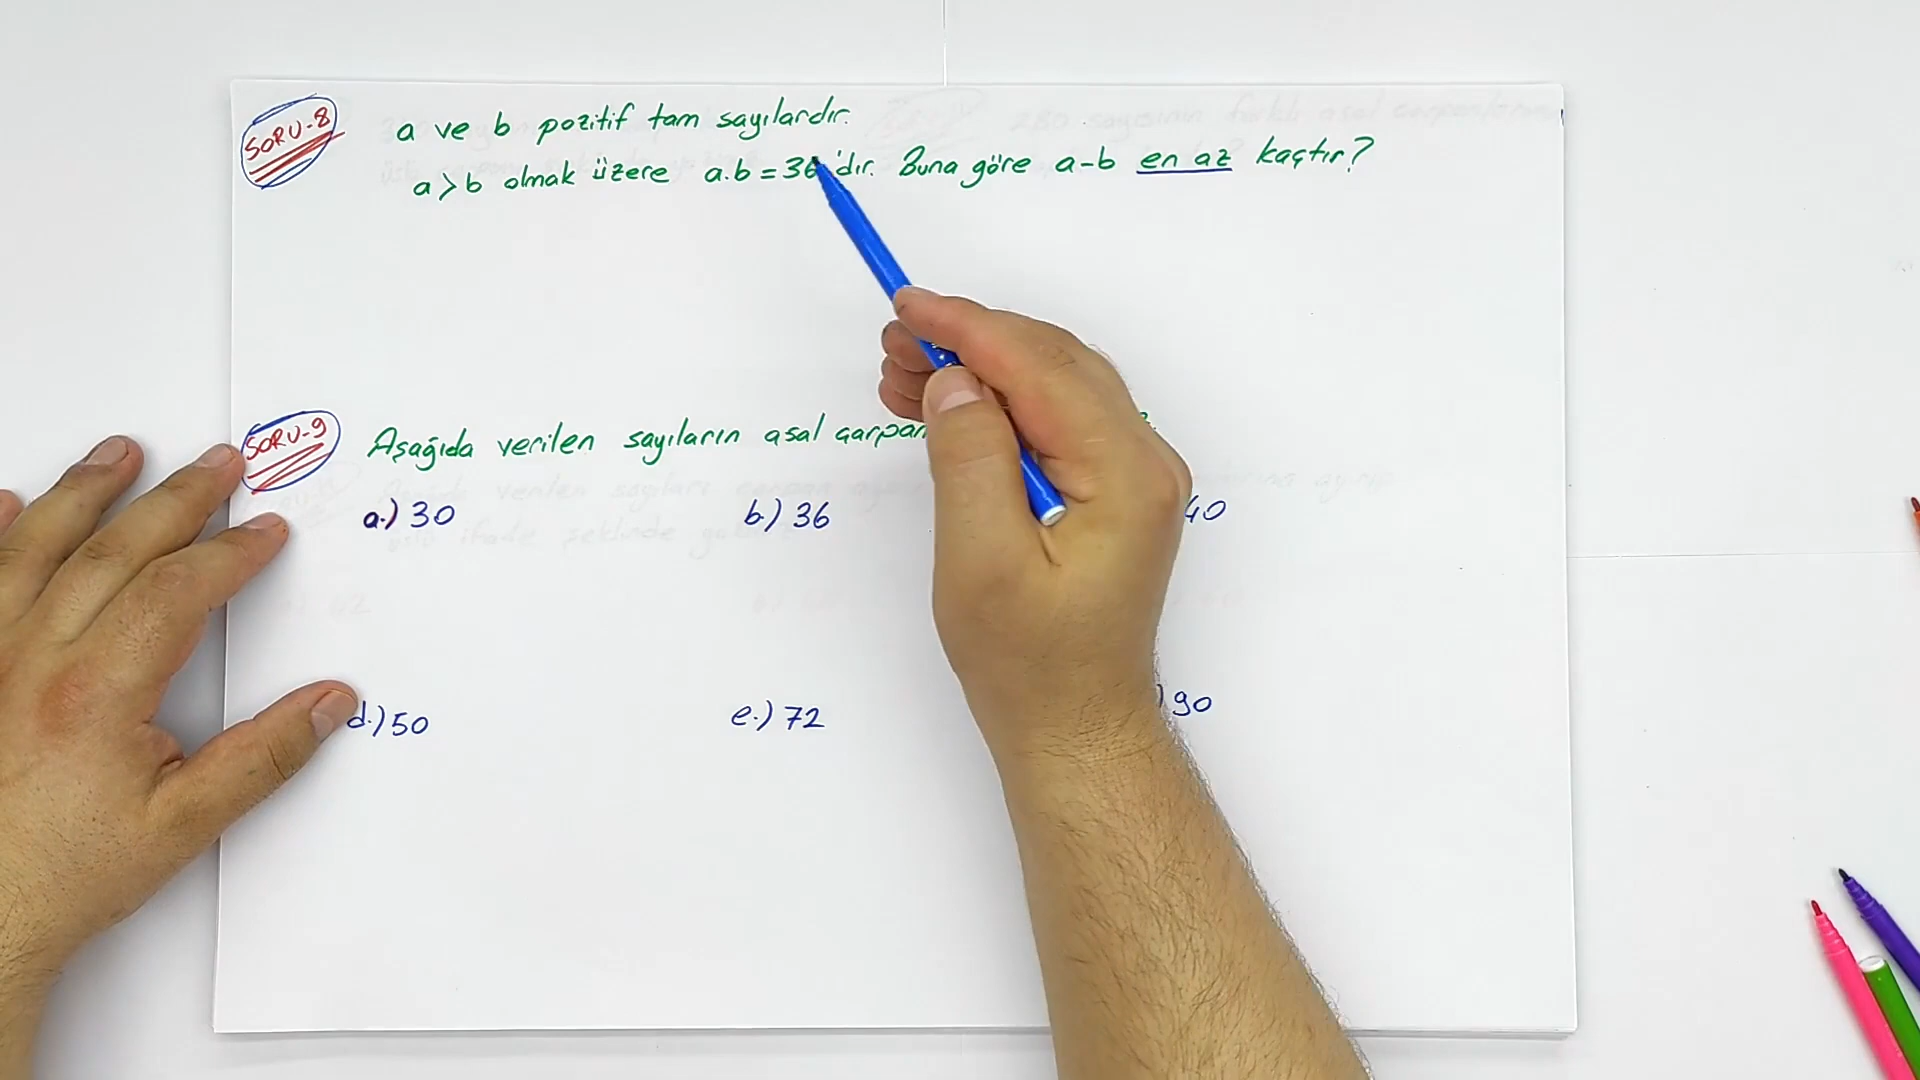 SORU-8
a ve b pozitif tam sayılardır.
a > b olmak üzere a.b = 36'dır. Buna göre a-b en az kaçtır?
SORU-9
Aşağıda verilen sayıların asal
a.) 30 b.) 36 40
d.) 50 e.) 72 ) 90